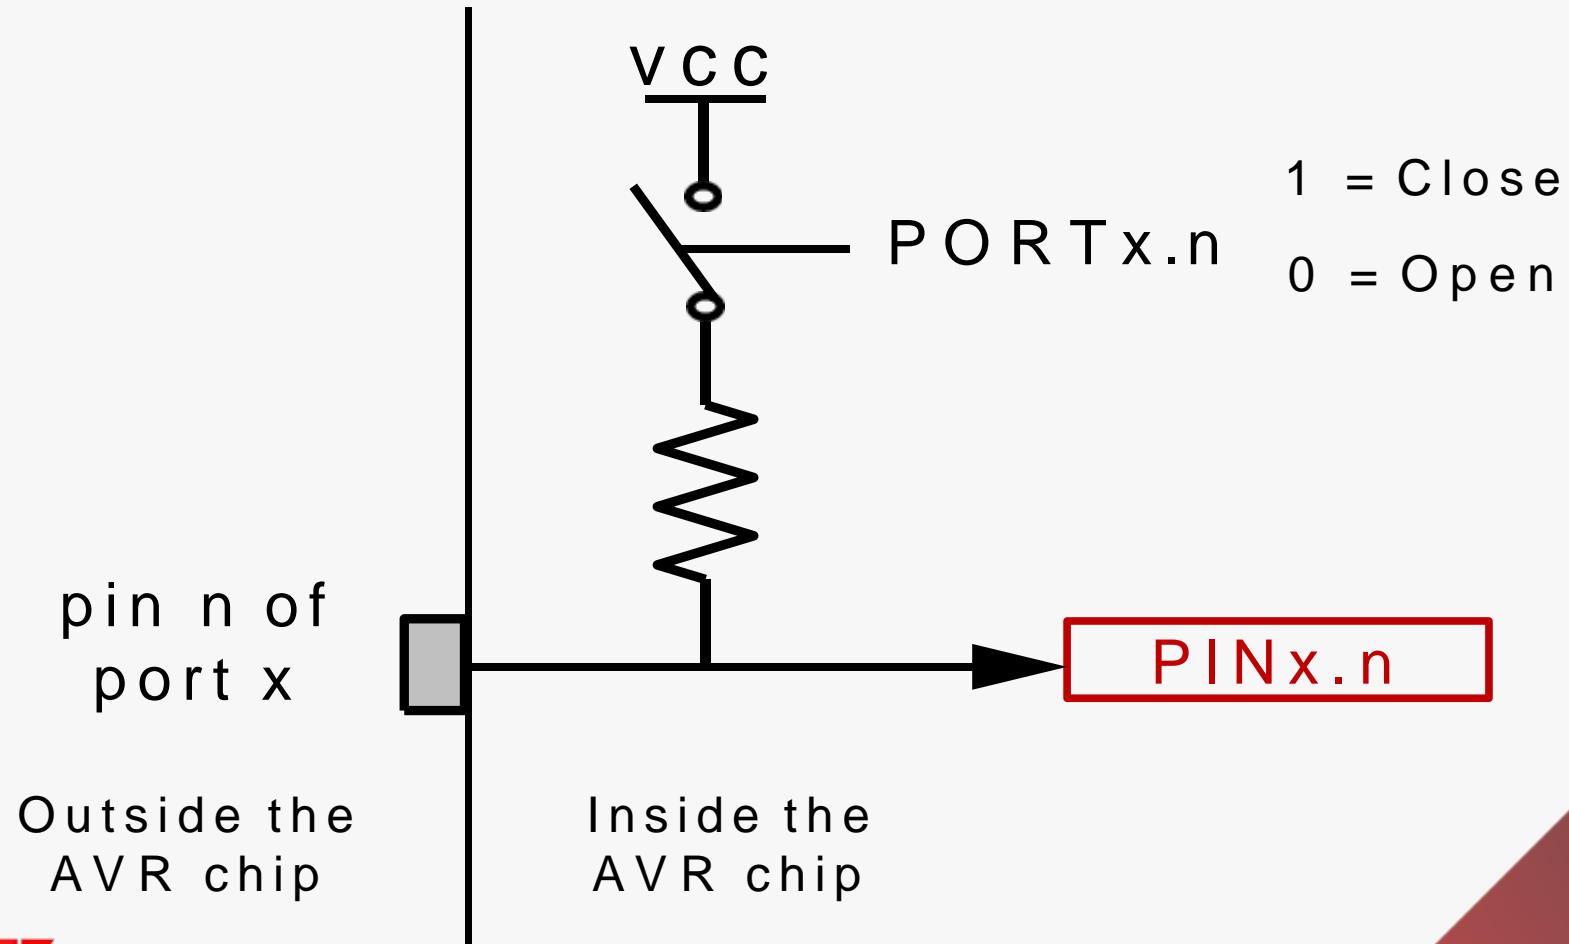 vcc
1 = Close
PORTx.n
0 = Open
pin n of
port x
PINx.n
Outside the
AVR chip
Inside the
AVR chip